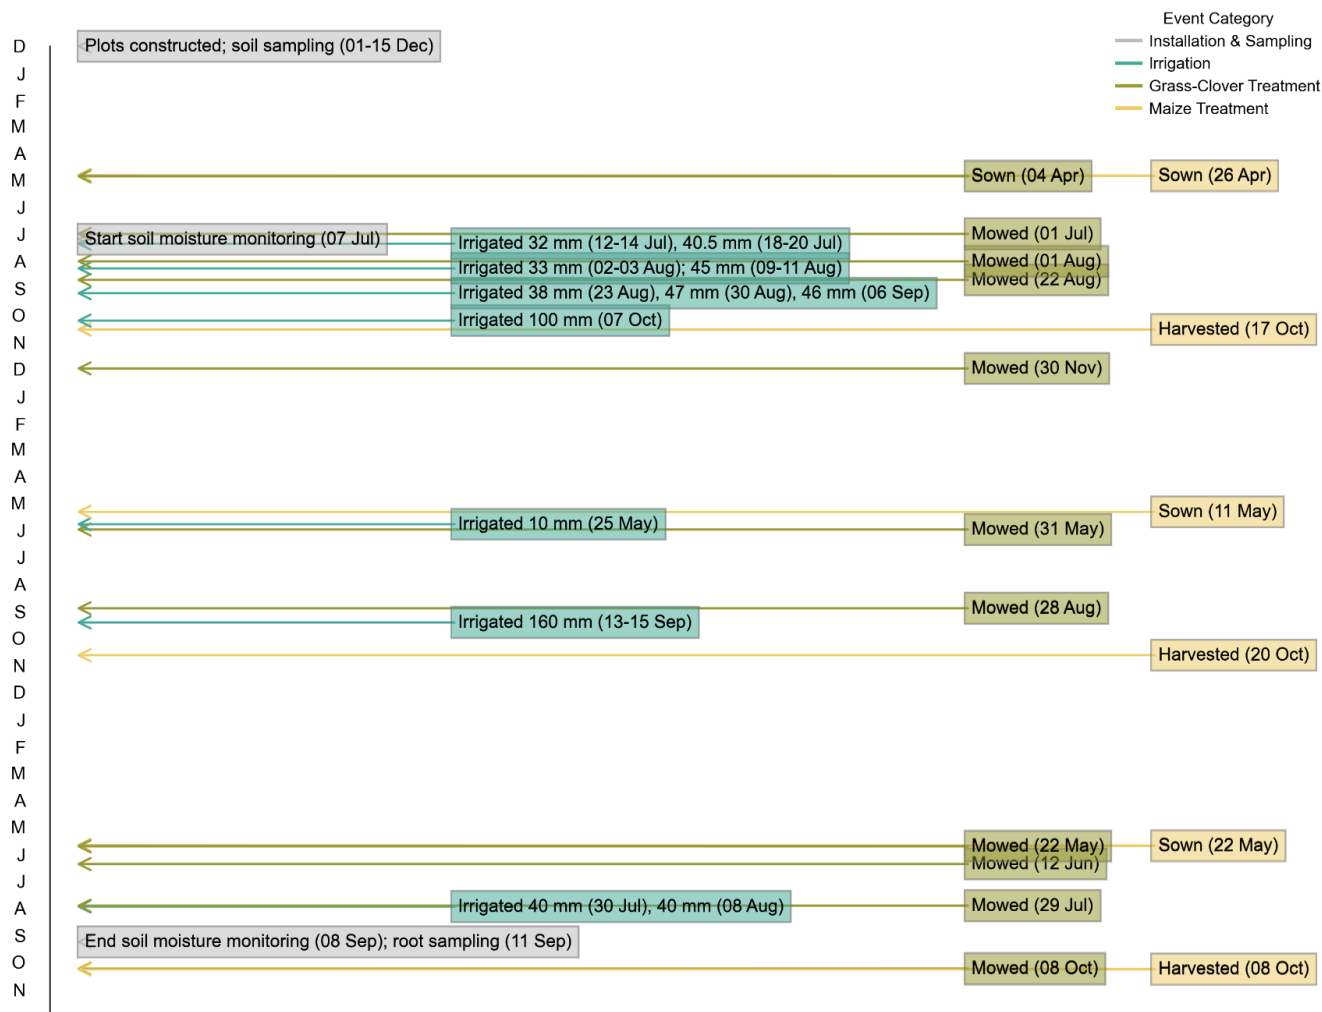 Event Category
Installation & Sampling
Irrigation
Grass-Clover Treatment
Maize Treatment
D
Plots constructed; soil sampling (01-15 Dec)
J
F
M
A
Sown (04 Apr)
Sown (26 Apr)
M
J
J
Start soil moisture monitoring (07 Jul)
Mowed (01 Jul)
Irrigated 32 mm (12-14 Jul), 40.5 mm (18-20 Jul)
A
Mowed (01 Aug)
Irrigated 33 mm (02-03 Aug); 45 mm (09-11 Aug)
Mowed (22 Aug)
S
Irrigated 38 mm (23 Aug), 47 mm (30 Aug), 46 mm (06 Sep)
O
Irrigated 100 mm (07 Oct)
Harvested (17 Oct)
N
D
Mowed (30 Nov)
J
F
M
A
M
Sown (11 May)
Irrigated 10 mm (25 May)
J
Mowed (31 May)
J
A
S
Mowed (28 Aug)
Irrigated 160 mm (13-15 Sep)
O
Harvested (20 Oct)
N
D
J
F
M
A
M
Mowed (22 May)
Sown (22 May)
J
Mowed (12 Jun)
J
A
Irrigated 40 mm (30 Jul), 40 mm (08 Aug)
Mowed (29 Jul)
S
End soil moisture monitoring (08 Sep); root sampling (11 Sep)
O
Mowed (08 Oct)
Harvested (08 Oct)
N